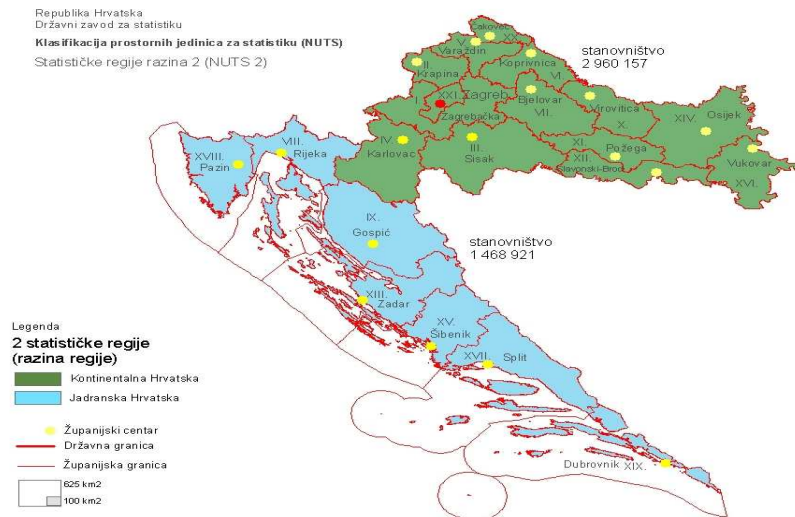 Republika Hrvatska
Državni zavod za statistiku
Klasifikacija prostornih jedinica za statistiku (NUTS)
Statističke regije razina 2 (NUTS 2)
stanovništvo
2 960 157
Čakovec
XX.
V.
Varaždin
II.
Krapina
Koprivnica
VI.
I.
XXI. Zagreb
Zagrebačka
Bjelovar
VII.
Virovitica
X.
XIV.
Osijek
IV.
Karlovac
III.
Sisak
XI.
Požega
XII.
Slavonski-Brod
Vukovar
XVI.
XVIII.
Pazin
VIII.
Rijeka
IX.
Gospić
stanovništvo
1 468 921
XIII.
Zadar
XV.
Šibenik
XVII.
Split
Dubrovnik XIX.
Legenda
2 statističke regije
(razina regije)
Kontinentalna Hrvatska
Jadranska Hrvatska
Županijski centar
Državna granica
Županijska granica
625 km2
100 km2